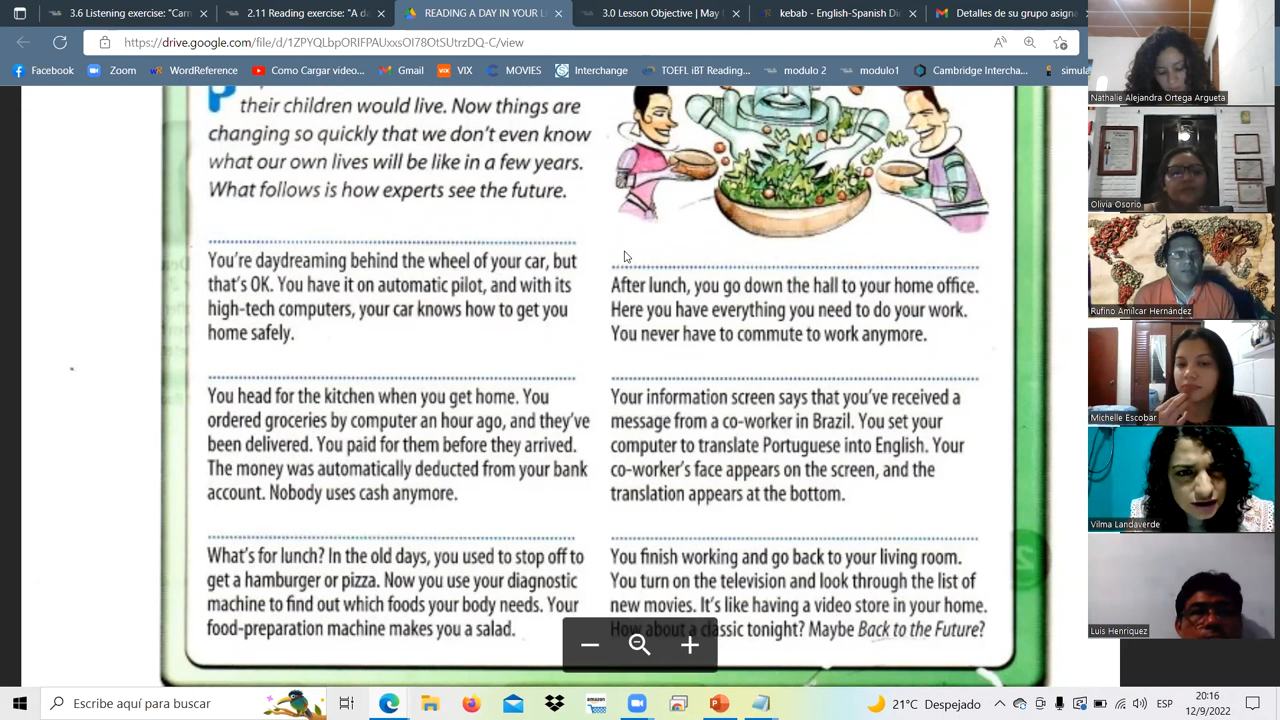 3.6 Listening exercise: "Carr
2.11 Reading exercise: "A da
READING A DAY IN YOUR L
3.0 Lesson Objective | May L
kebab - English-Spanish Dic
Detalles de su grupo asigna
https://drive.google.com/file/d/1ZPYQLbpORIFPAUxxsOI78OtSUtrzDQ-C/view
Facebook
Zoom
WordReference
Como Cargar video...
Gmail
VIX
MOVIES
Interchange
TOEFL iBT Reading...
modulo 2
modulo1
Cambridge Intercha...
simula
their children would live. Now things are
changing so quickly that we don't even know
what our own lives will be like in a few years.
What follows is how experts see the future.
You're daydreaming behind the wheel of your car, but
that's OK. You have it on automatic pilot, and with its
high-tech computers, your car knows how to get you
home safely.
You head for the kitchen when you get home. You
ordered groceries by computer an hour ago, and they've
been delivered. You paid for them before they arrived.
The money was automatically deducted from your bank
account. Nobody uses cash anymore.
What's for lunch? In the old days, you used to stop off to
get a hamburger or pizza. Now you use your diagnostic
machine to find out which foods your body needs. Your
food-preparation machine makes you a salad.
After lunch, you go down the hall to your home office.
Here you have everything you need to do your work.
You never have to commute to work anymore.
Your information screen says that you've received a
message from a co-worker in Brazil. You set your
computer to translate Portuguese into English. Your
co-worker's face appears on the screen, and the
translation appears at the bottom.
You finish working and go back to your living room.
You turn on the television and look through the list of
new movies. It's like having a video store in your home.
How about a classic tonight? Maybe Back to the Future?
Nathalie Alejandra Ortega Argueta
Olivia Osorio
Rufino Amilcar Hernández
Michelle Escobar
Vilma Landaverde
Luis Henriquez
Escribe aquí para buscar
21°C Despejado
ESP
20:16
12/9/2022